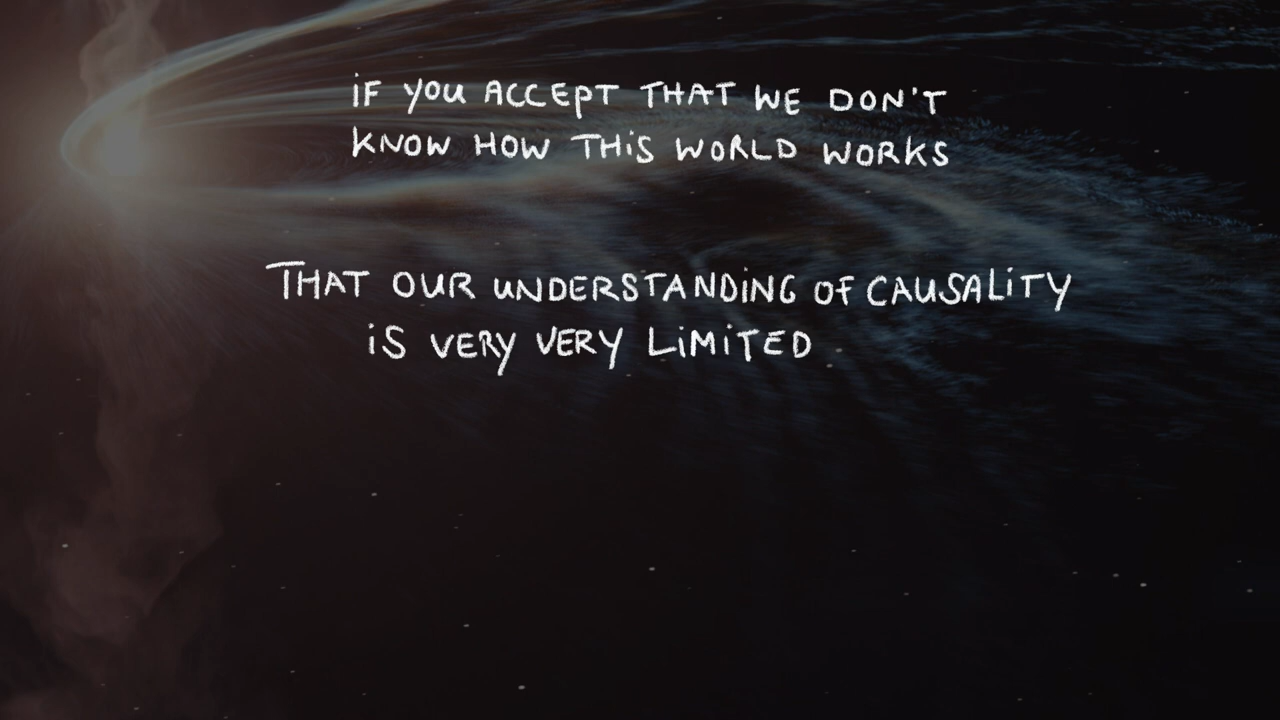 iF YOU ACCEPT THAT WE DON'T
KNOW HOW THiS WORLD WORKS
THAT OUR UNDERSTANDiNG OF CAUSALiTY
iS VERY VERY LiMiTED